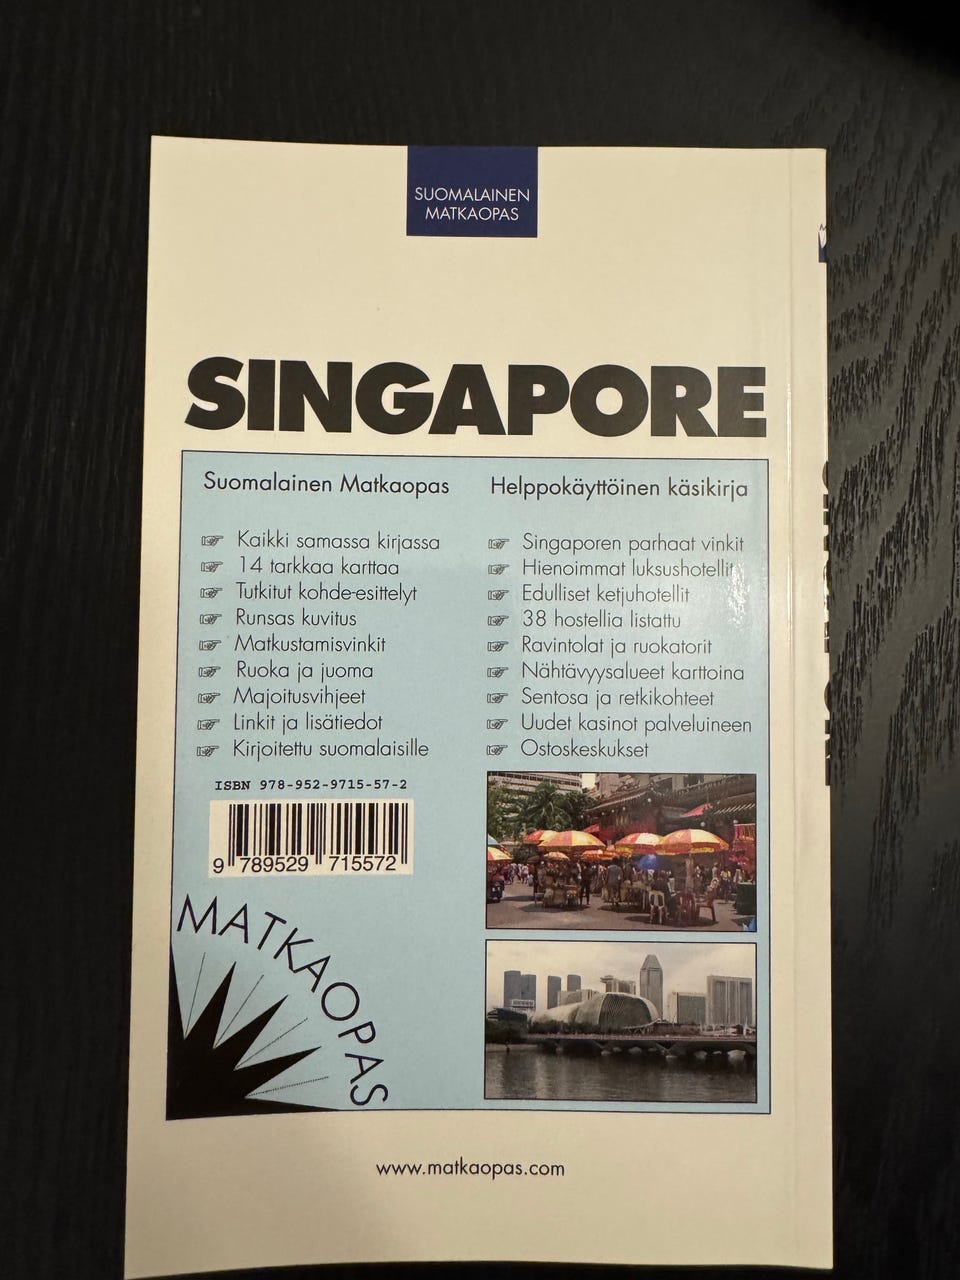 SUOMALAINEN
MATKAOPAS
SINGAPORE
Suomalainen Matkaopas
Kaikki samassa kirjassa
14 tarkkaa karttaa
Tutkitut kohde-esittelyt
Runsas kuvitus
Matkustamisvinkit
Ruoka ja juoma
Majoitusvihjeet
Linkit ja lisätiedot
Kirjoitettu suomalaisille
Helppokäyttöinen käsikirja
Singaporen parhaat vinkit
Hienoimmat luksushotellit
Edulliset ketjuhotellit
38 hostellia listattu
Ravintolat ja ruokatorit
Nähtävyysalueet karttoina
Sentosa ja retkikohteet
Uudet kasinot palveluineen
Ostoskeskukset
ISBN 978-952-9715-57-2
9 789529 715572
MATKAOPAS
www.matkaopas.com